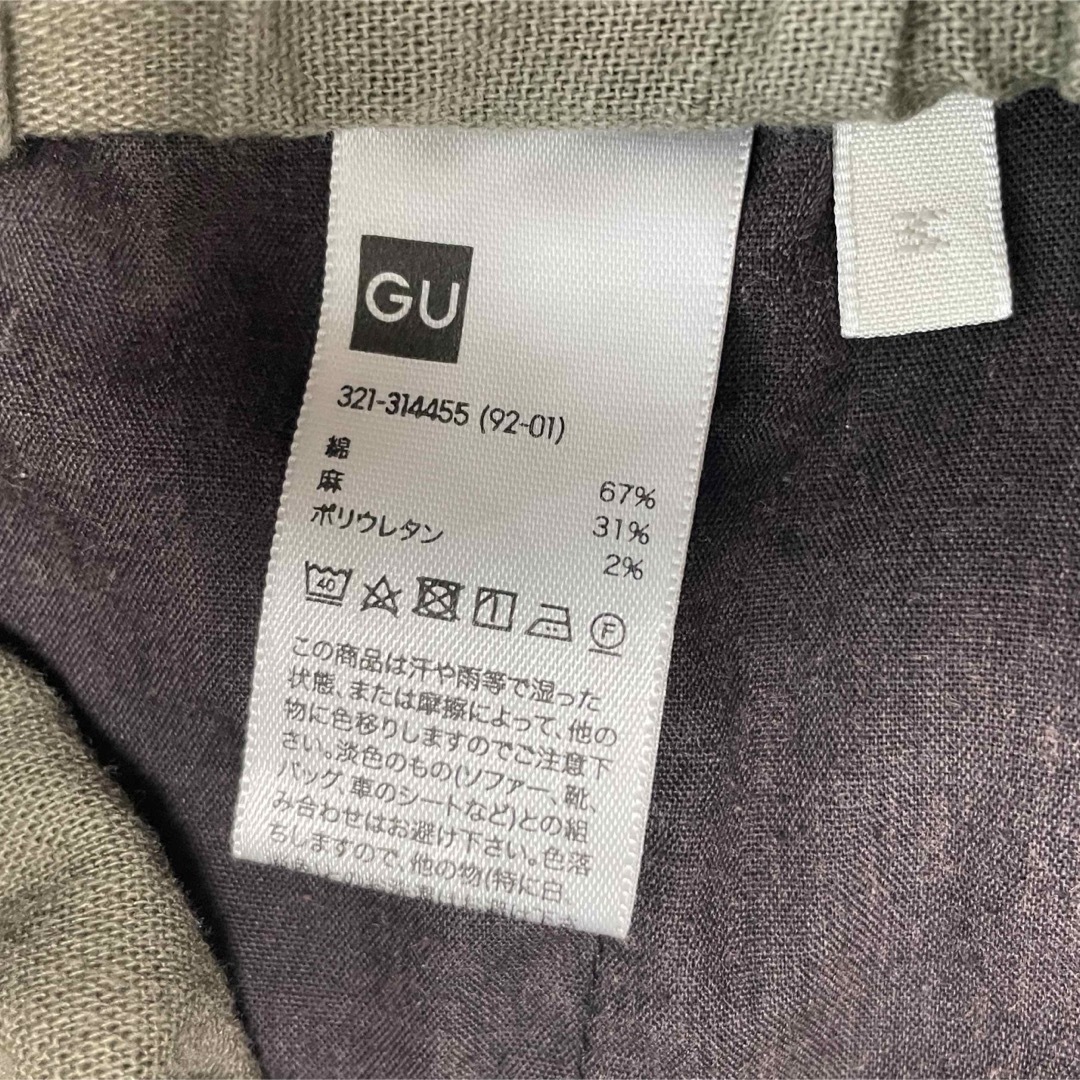 GU
321-314455 (92-01)
綿 67%
麻 31%
ポリウレタン 2%
40
F
この商品は汗や雨等で湿った
状態、または摩擦によって、他の
物に色移りしますのでご注意下
さい。淡色のもの(ソファー、靴、
バッグ、車のシートなど)との組
み合わせはお避け下さい。色落
ちしますので、他の物(特に白
M